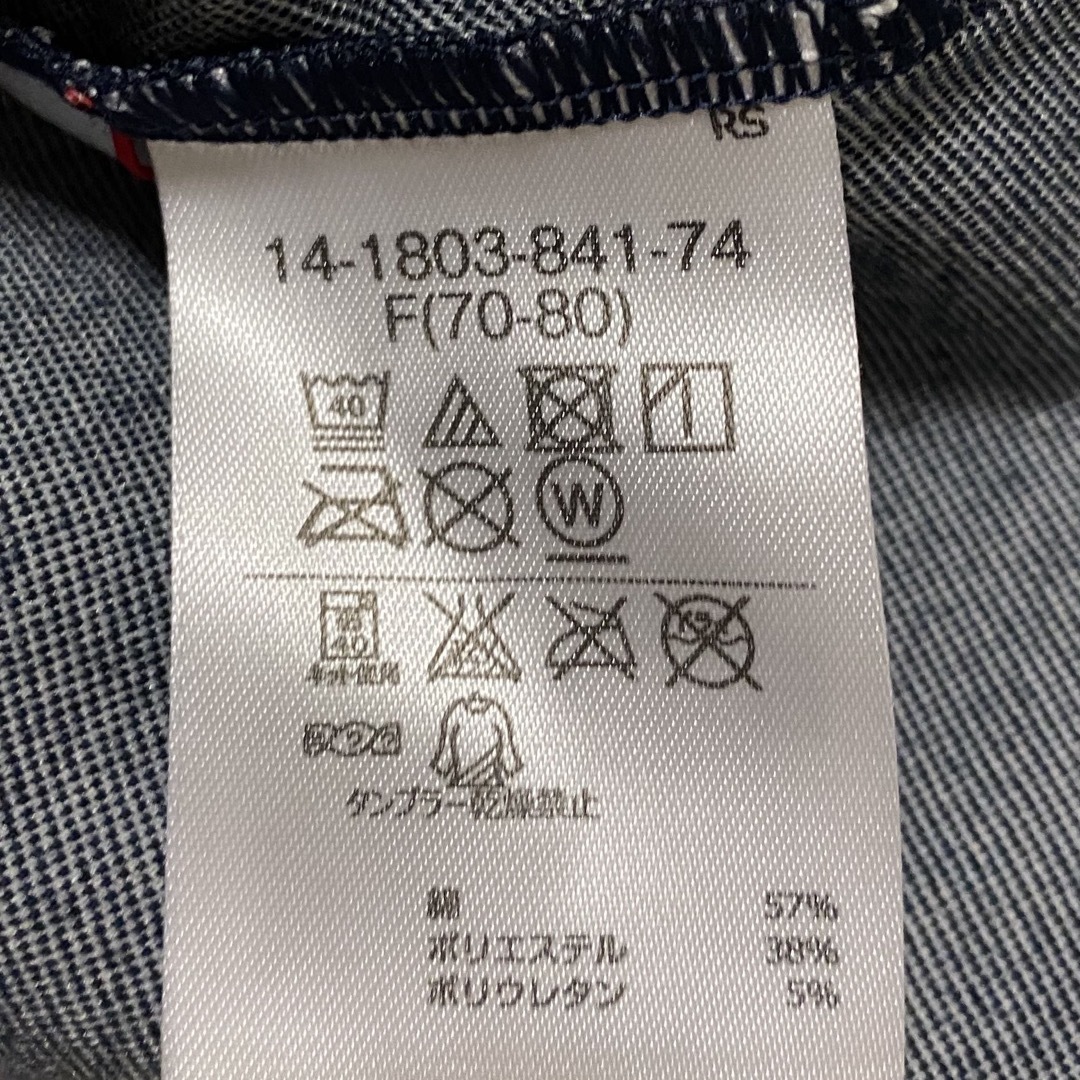 RS
14-1803-841-74
F(70-80)
40
W
40
タンブラー乾燥禁止
綿 57%
ポリエステル 38%
ポリウレタン 5%